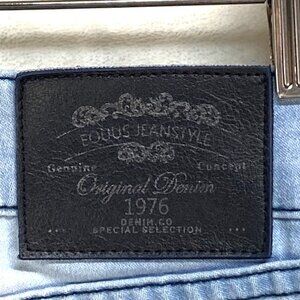 EQUUS JEANSTYLE
Genuine Concept
Original Denim
1976
DENIM.CO
SPECIAL SELECTION